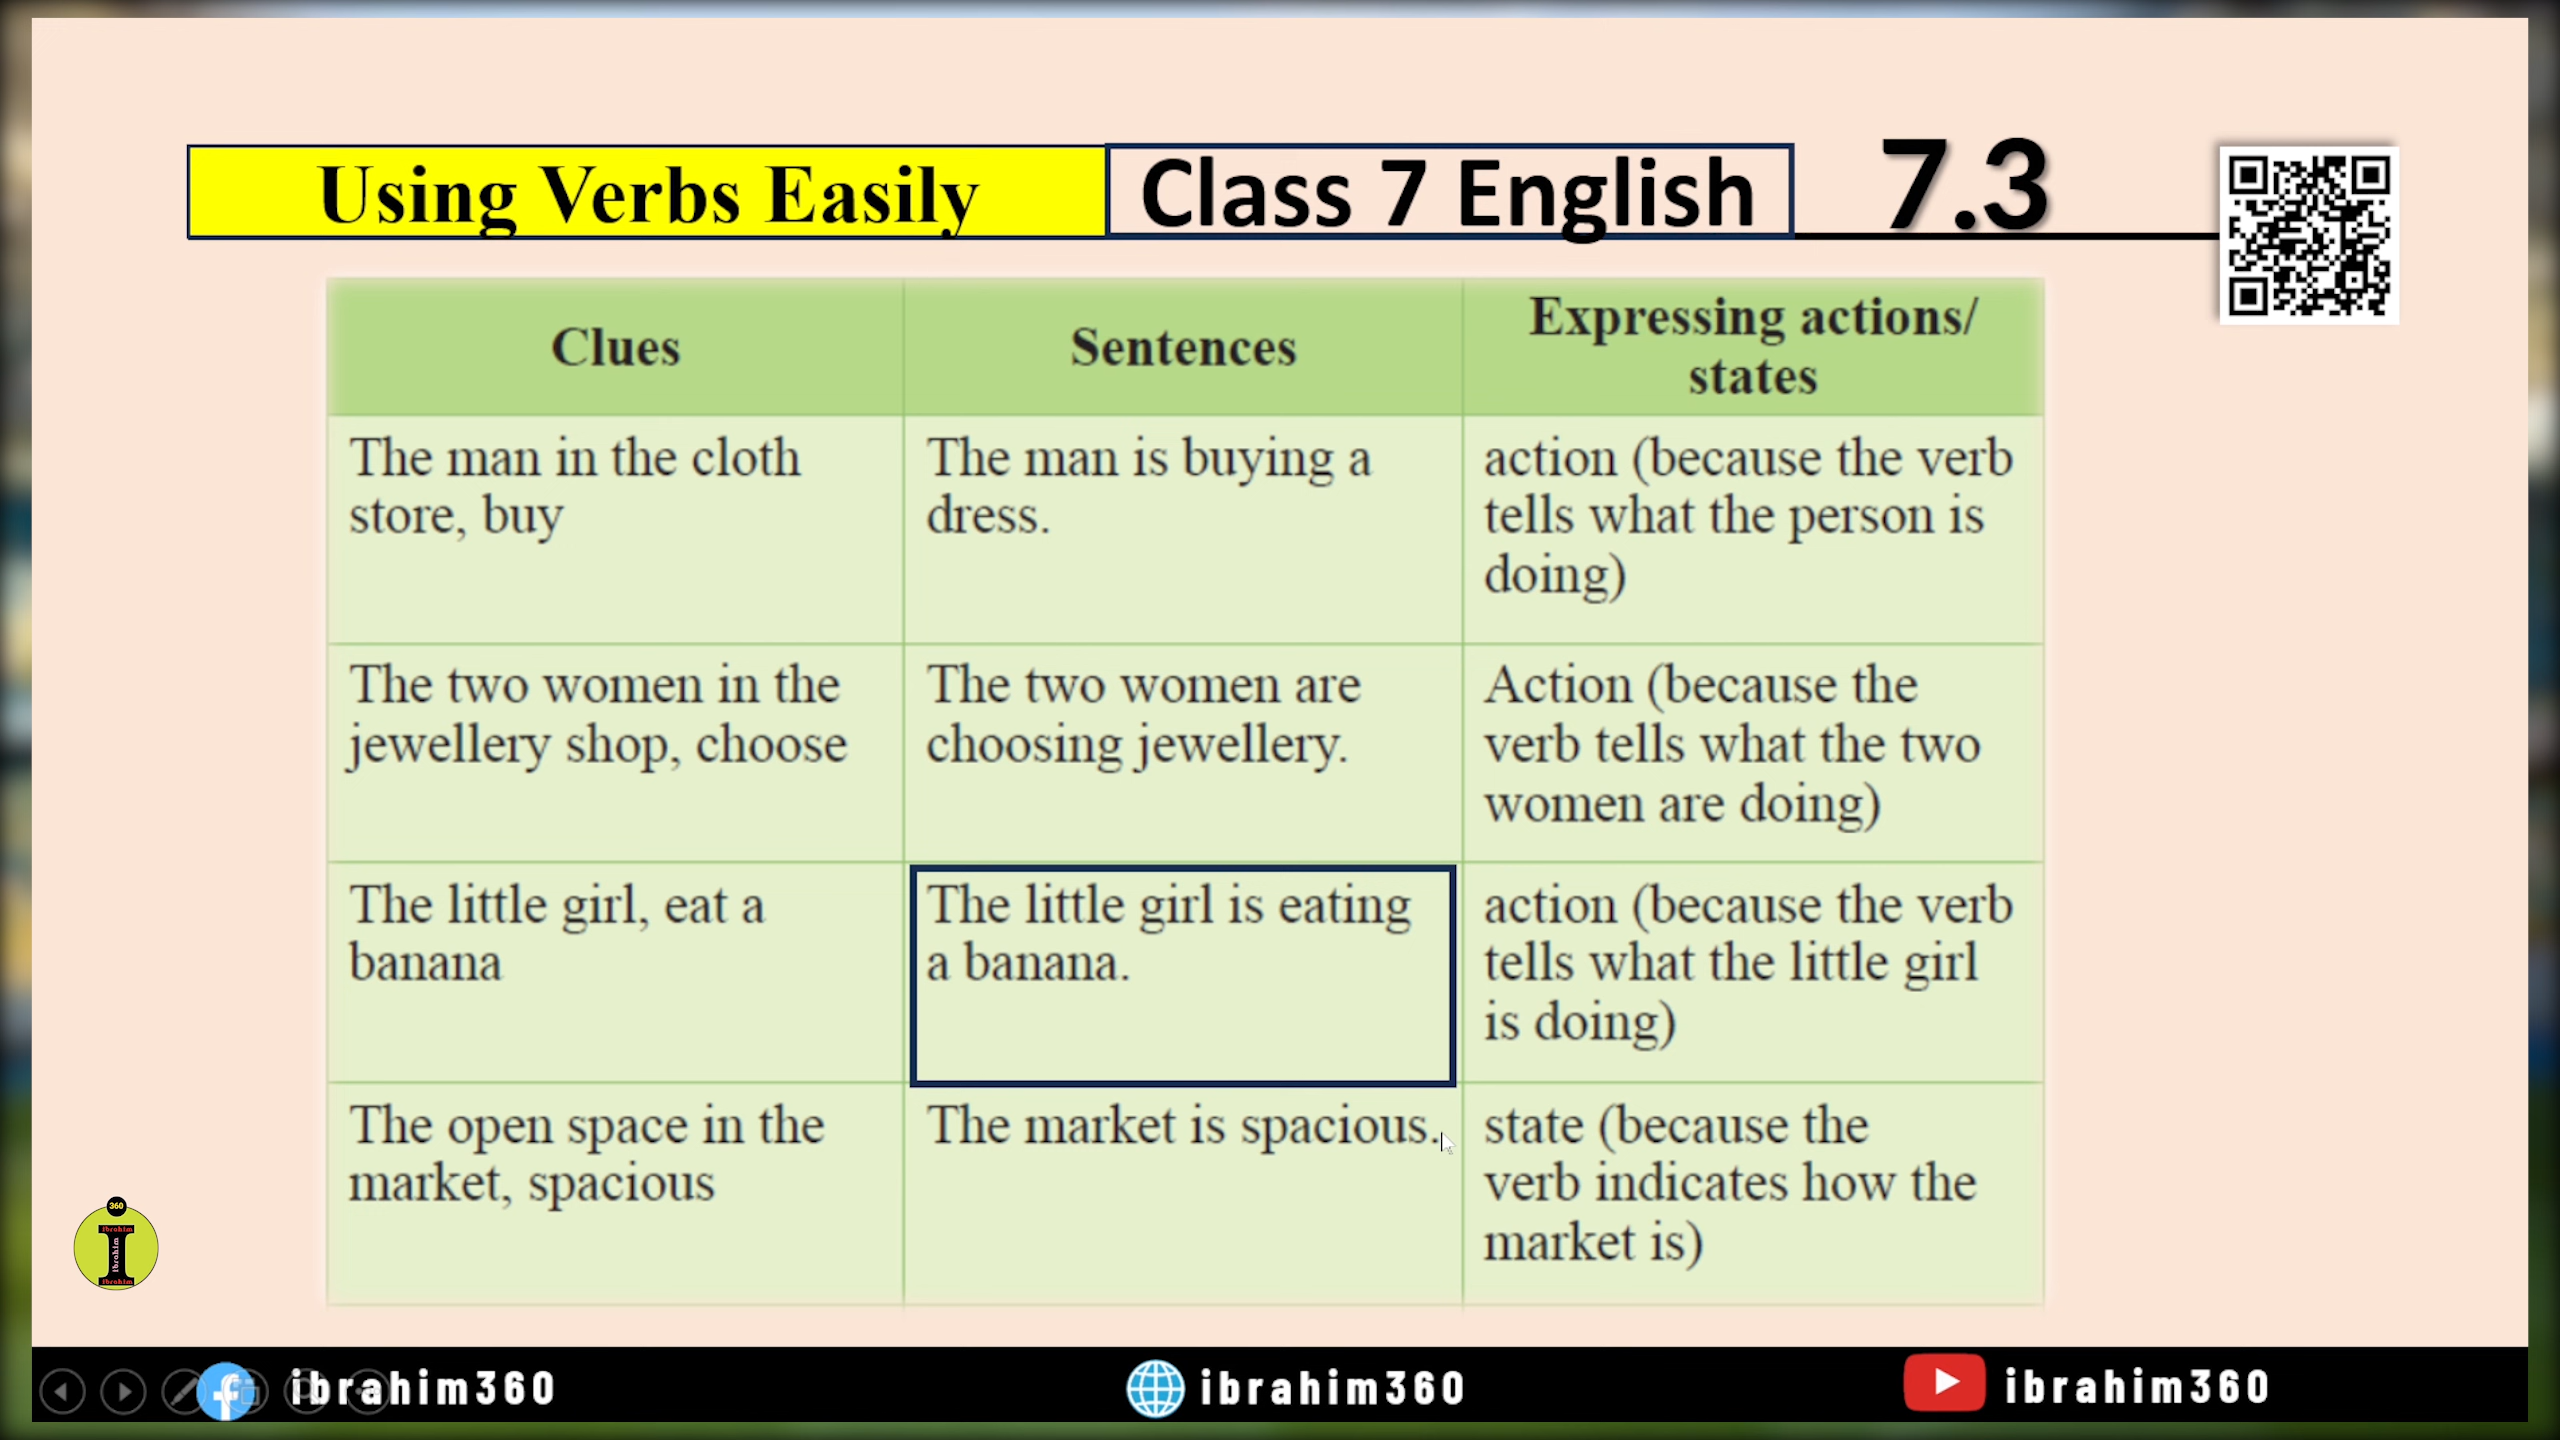 Using Verbs Easily
Class 7 English
7.3
Clues
Sentences
Expressing actions/
states
The man in the cloth
store, buy
The man is buying a
dress.
action (because the verb
tells what the person is
doing)
The two women in the
jewellery shop, choose
The two women are
choosing jewellery.
Action (because the
verb tells what the two
women are doing)
The little girl, eat a
banana
The little girl is eating
a banana.
action (because the verb
tells what the little girl
is doing)
The open space in the
market, spacious
The market is spacious.
state (because the
verb indicates how the
market is)
360
Ibrahim
Ibrahim
Ibrahim
ibrahim360
ibrahim360
ibrahim360